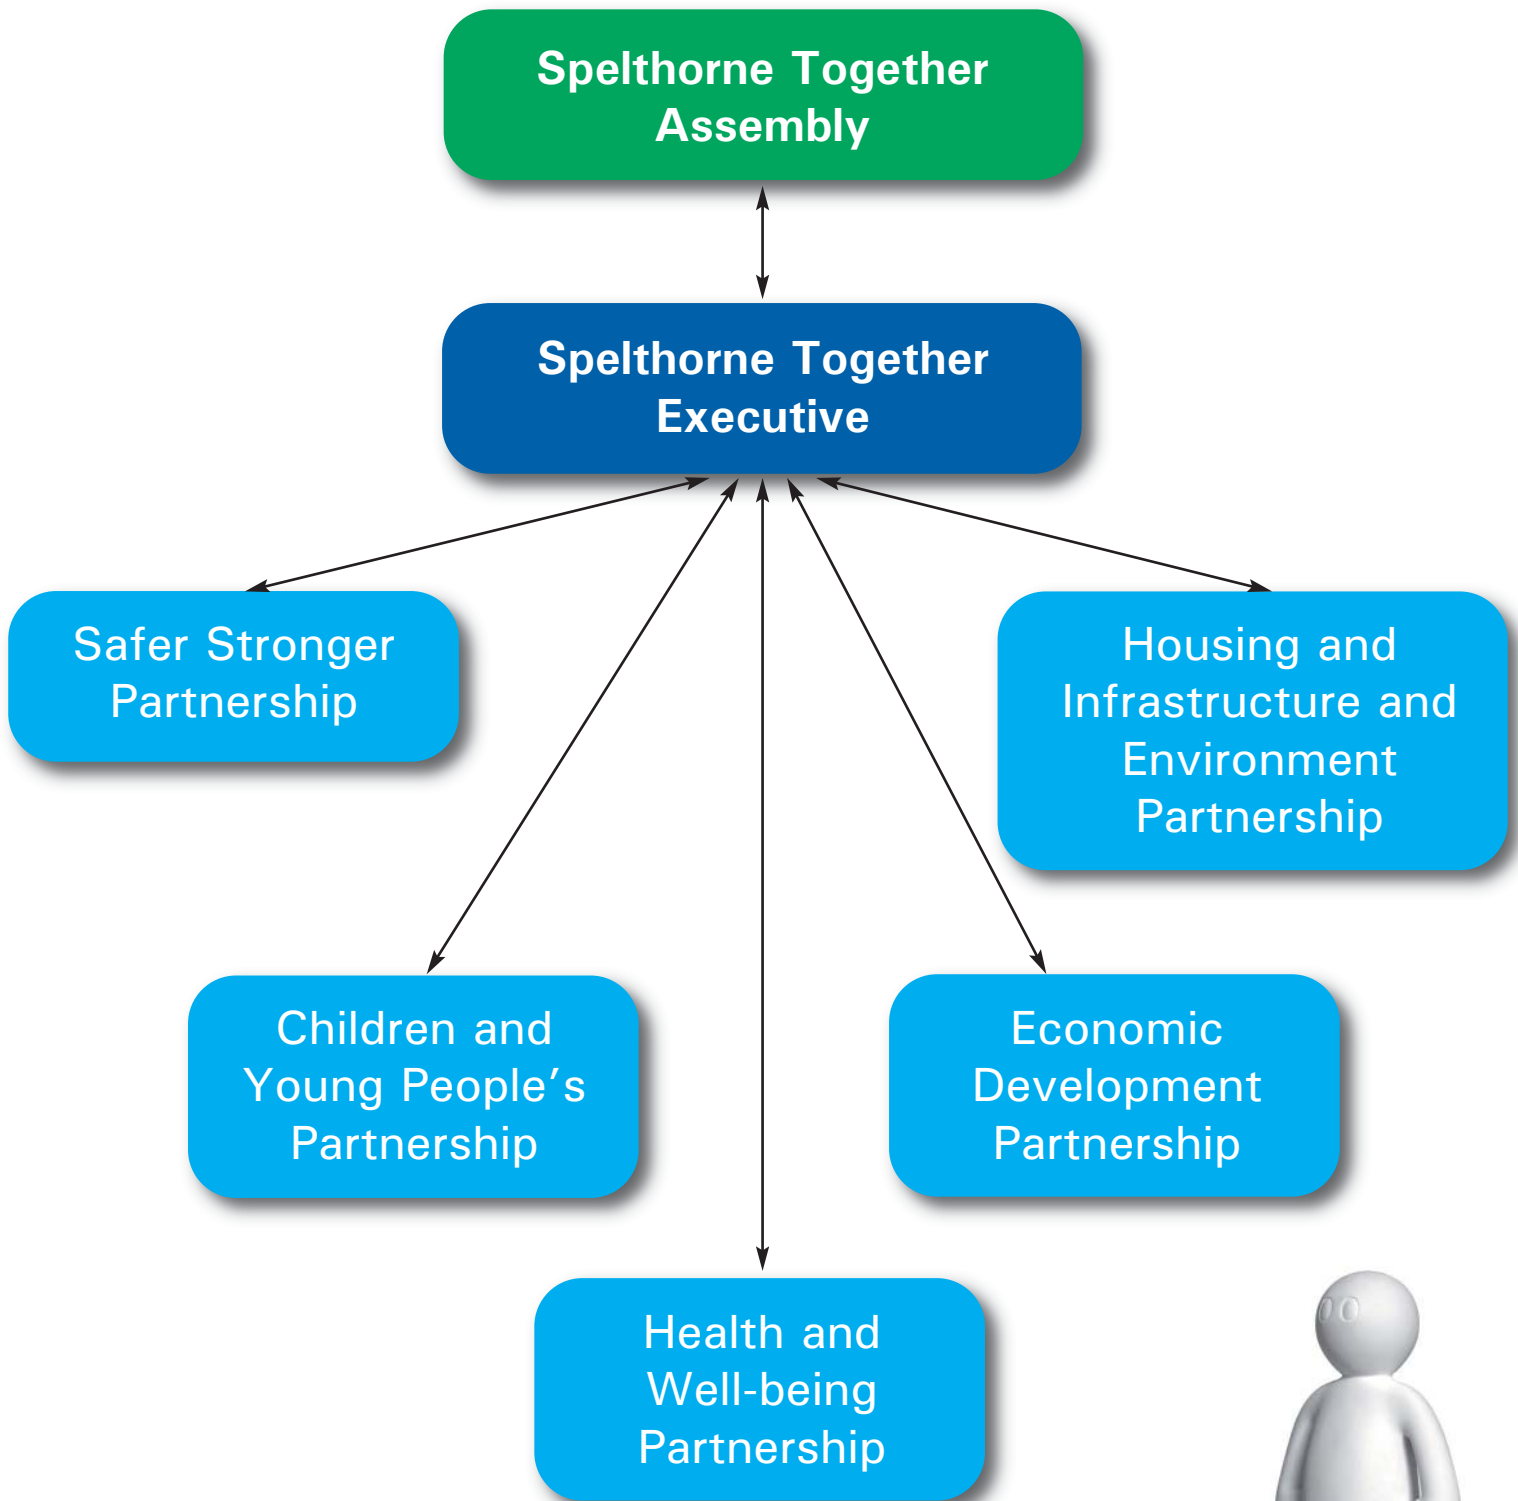 Spelthorne Together
Assembly
Spelthorne Together
Executive
Safer Stronger
Partnership
Housing and
Infrastructure and
Environment
Partnership
Children and
Young People’s
Partnership
Economic
Development
Partnership
Health and
Well-being
Partnership